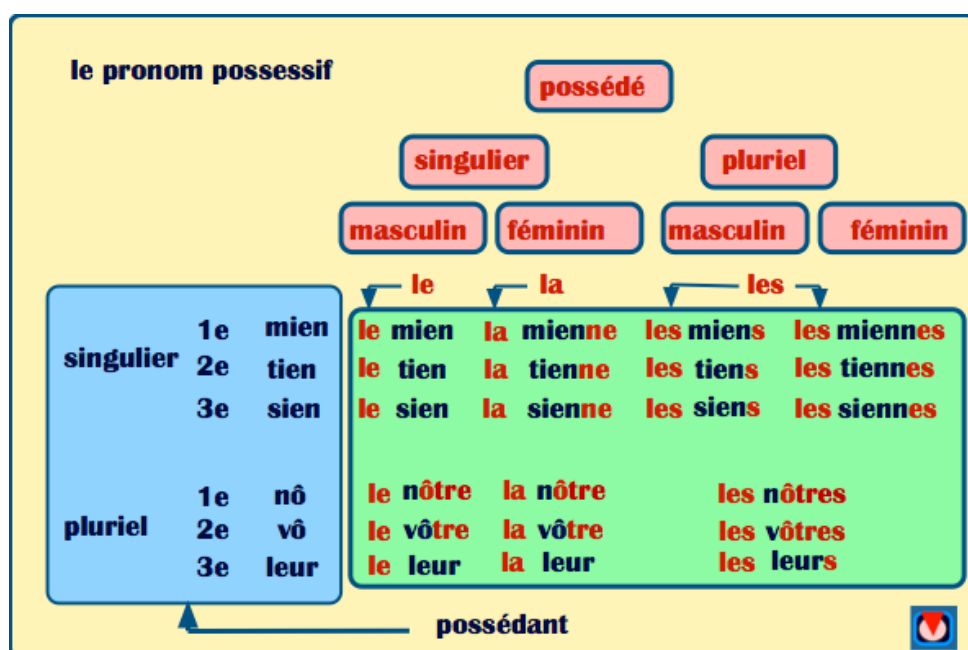 le pronom possessif
possédé
singulier pluriel
masculin féminin masculin féminin
le la les
singulier 1e mien le mien la mienne les miens les miennes
2e tien le tien la tienne les tiens les tiennes
3e sien le sien la sienne les siens les siennes
1e nô le nôtre la nôtre les nôtres
pluriel 2e vô le vôtre la vôtre les vôtres
3e leur le leur la leur les leurs
possédant